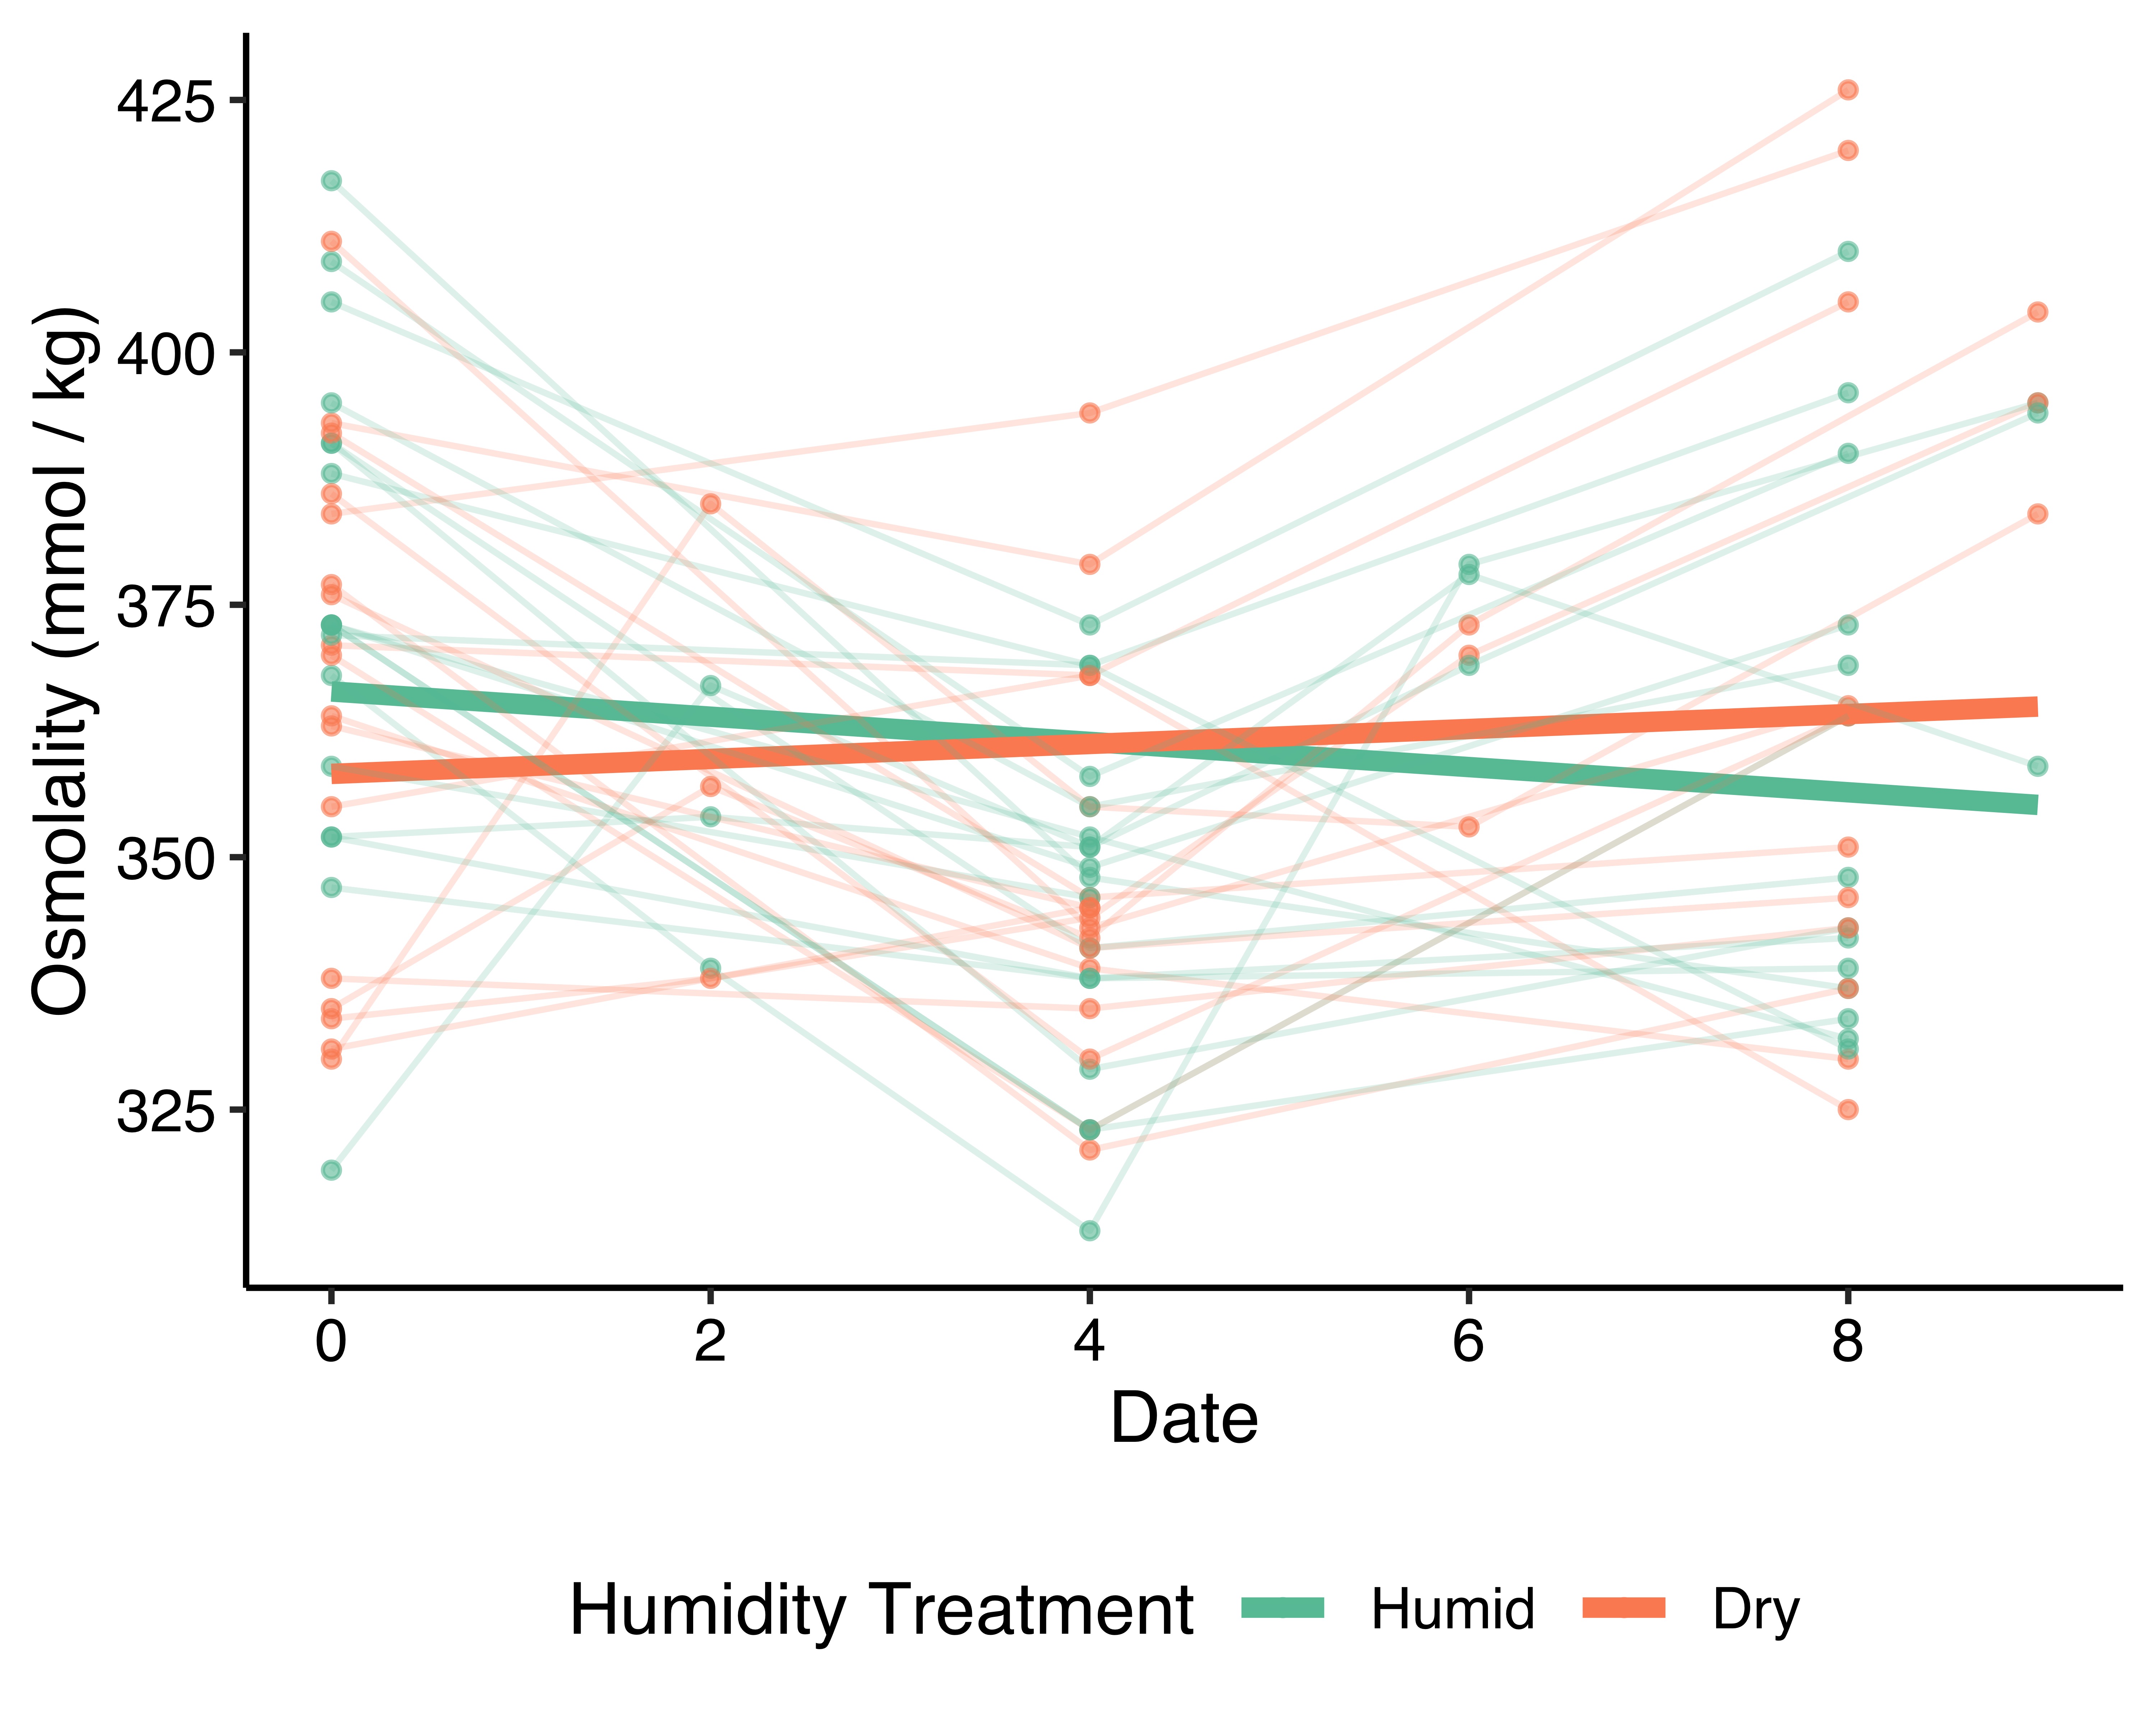 Osmolality (mmol / kg)
425
400
375
350
325
0 2 4 6 8
Date
Humidity Treatment Humid Dry